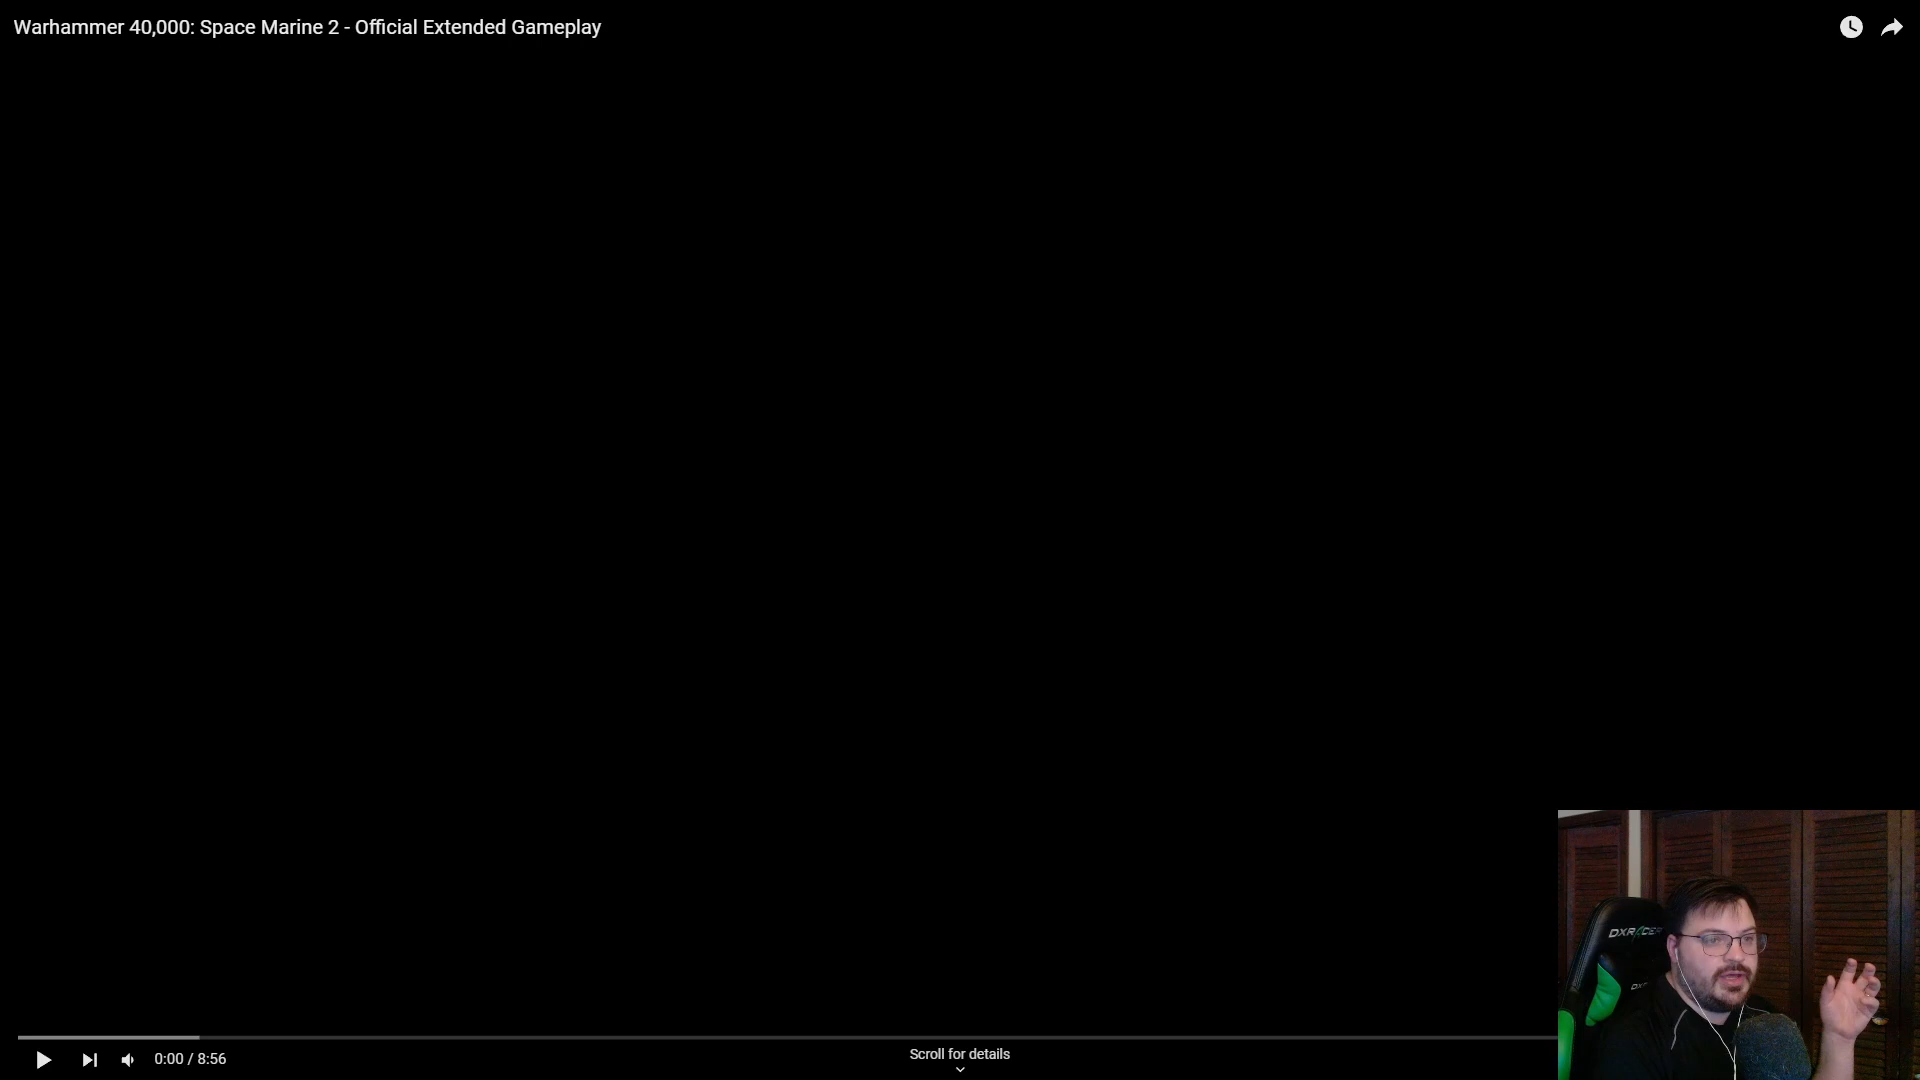 Warhammer 40,000: Space Marine 2 - Official Extended Gameplay
DXRACER
0:00 / 8:56
Scroll for details